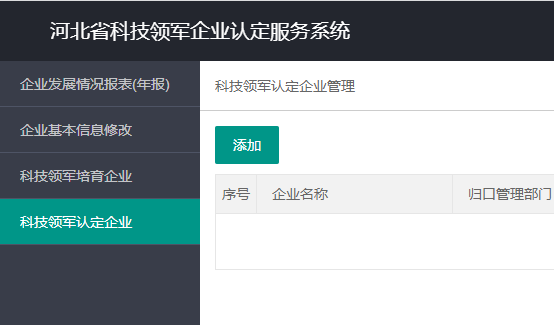 河北省科技领军企业认定服务系统
企业发展情况报表(年报)
企业基本信息修改
科技领军培育企业
科技领军认定企业
科技领军认定企业管理
添加
序号 企业名称 归口管理部门